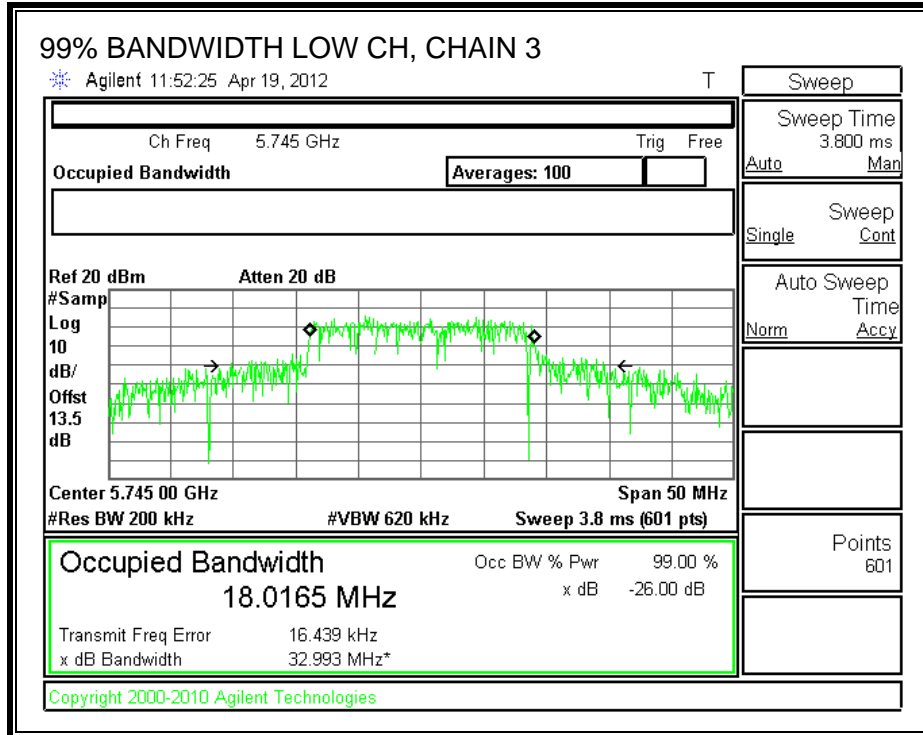 99% BANDWIDTH LOW CH, CHAIN 3
Agilent 11:52:25 Apr 19, 2012 T
Ch Freq 5.745 GHz Trig Free
Occupied Bandwidth Averages: 100
Ref 20 dBm Atten 20 dB
#Samp
Log
10
dB/
Offst
13.5
dB
Center 5.745 00 GHz Span 50 MHz
#Res BW 200 kHz #VBW 620 kHz Sweep 3.8 ms (601 pts)
Occupied Bandwidth Occ BW % Pwr 99.00 %
18.0165 MHz x dB -26.00 dB
Transmit Freq Error 16.439 kHz
x dB Bandwidth 32.993 MHz*
Copyright 2000-2010 Agilent Technologies
Sweep
Sweep Time
3.800 ms
Auto Man
Sweep
Single Cont
Auto Sweep
Time
Norm Accy
Points
601